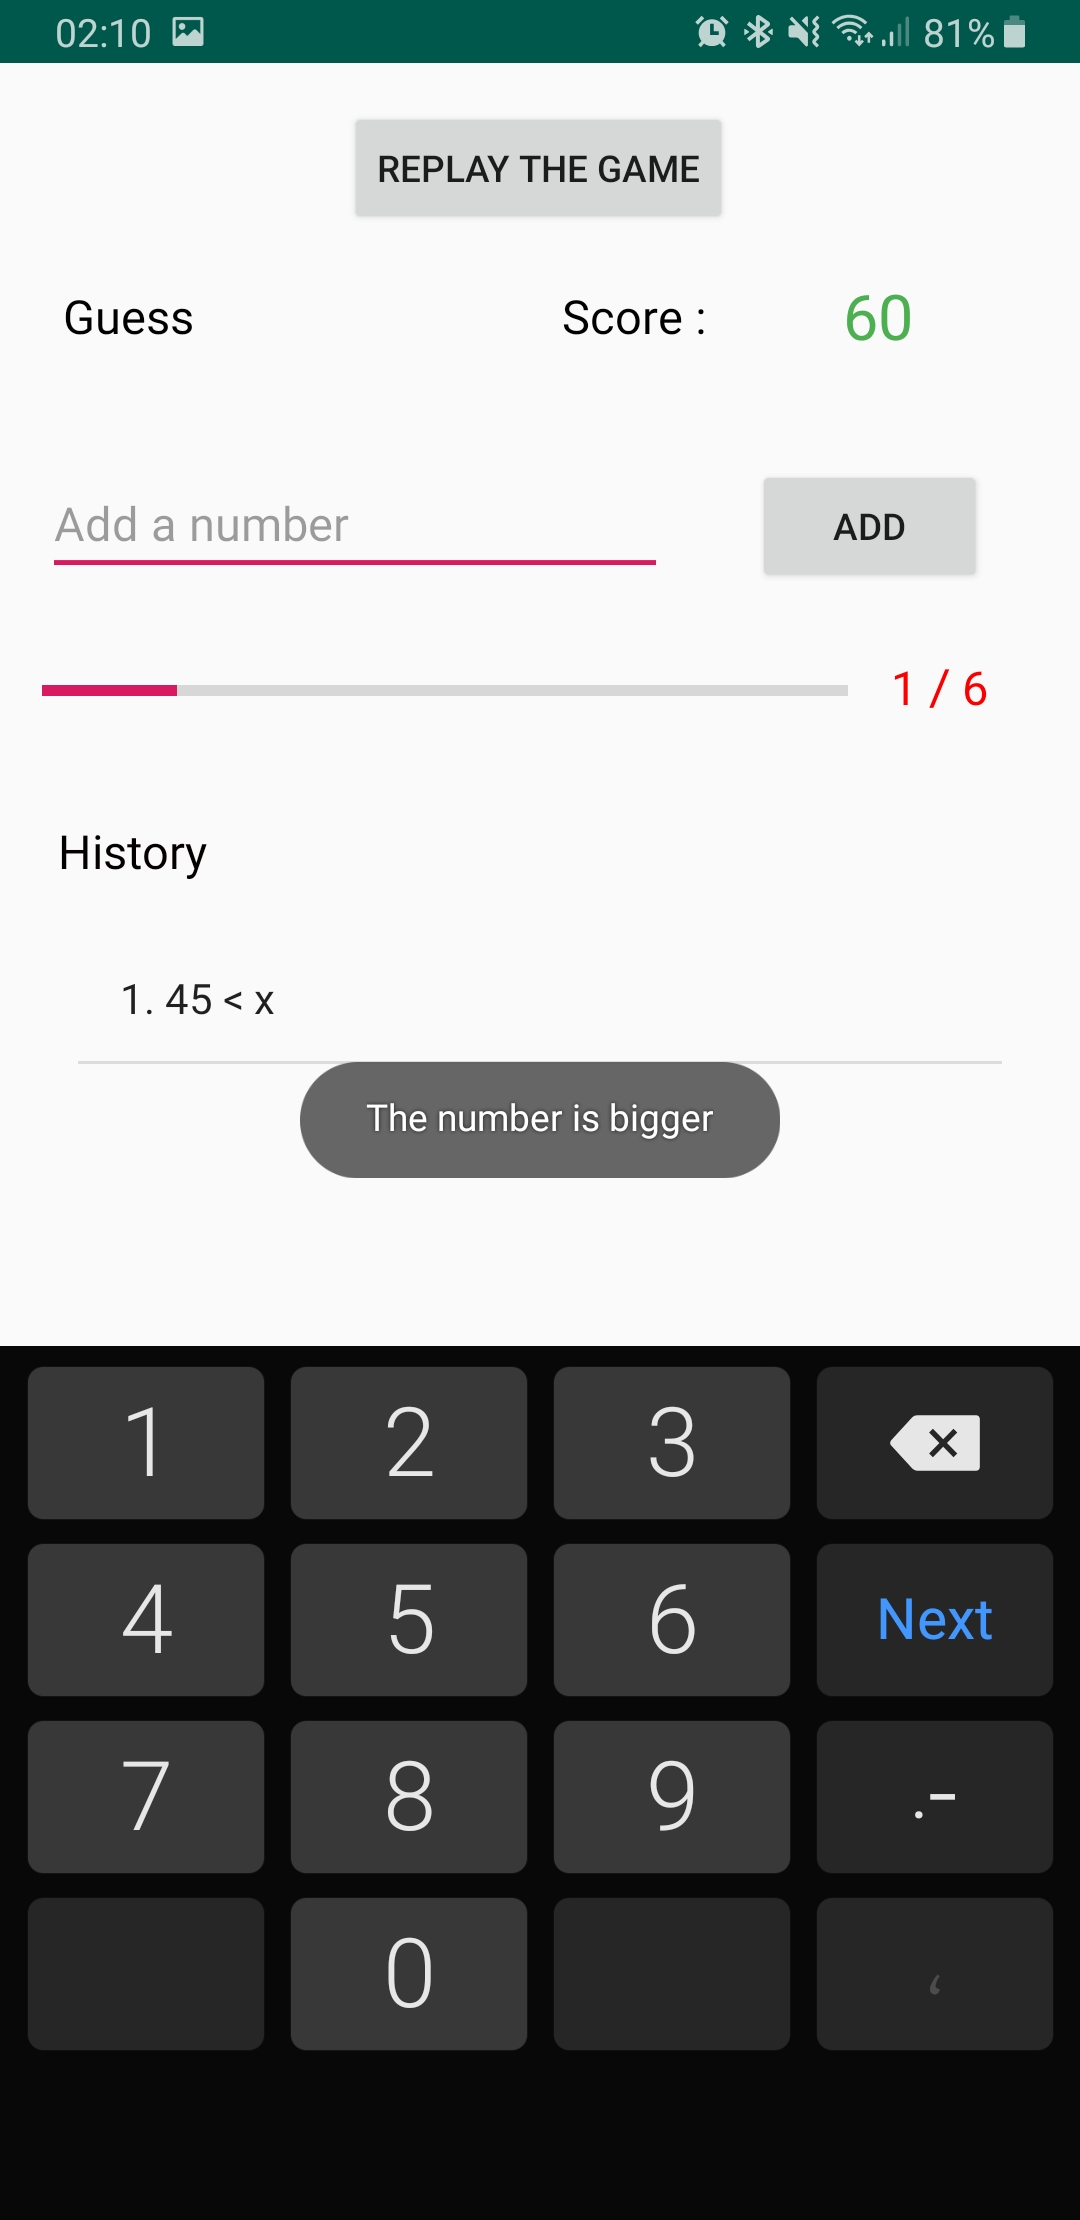 02:10 81%
REPLAY THE GAME
Guess Score : 60
Add a number ADD
1 / 6
History
1. 45 < x
The number is bigger
1 2 3
4 5 6 Next
7 8 9 .-
0 ،